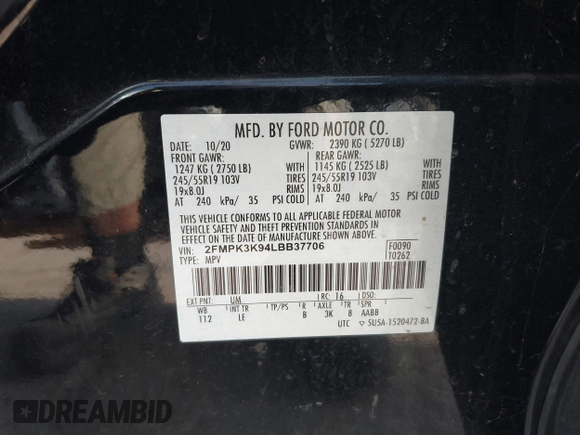 MFD. BY FORD MOTOR CO.
DATE: 10/20 GVWR: 2390 KG ( 5270 LB)
FRONT GAWR: REAR GAWR:
1247 KG ( 2750 LB) WITH 1145 KG ( 2525 LB) WITH
245/55R19 103V TIRES 245/55R19 103V TIRES
19x8.0J RIMS 19x8.0J RIMS
AT 240 kPa/ 35 PSI COLD AT 240 kPa/ 35 PSI COLD
THIS VEHICLE CONFORMS TO ALL APPLICABLE FEDERAL MOTOR
VEHICLE SAFETY AND THEFT PREVENTION STANDARDS IN
EFFECT ON THE DATE OF MANUFACTURE SHOWN ABOVE.
VIN: 2FMPK3K94LBB37706 F0090
TYPE: MPV T0262
EXT PNT: UM RC: 16 DSO:
WB INT TR TP/PS R AXLE TR SPR
112 LE B 3K 8 AABB
UTC 5U5A-1520472-BA
DREAMBID